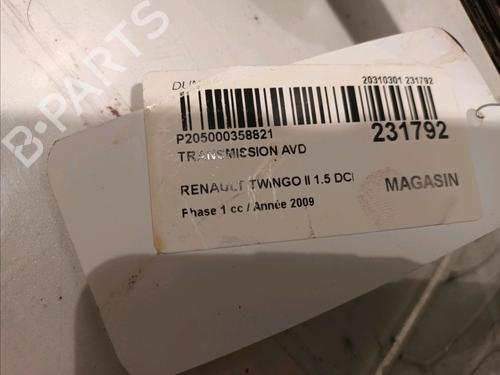 B-PARTS
20310301 231792
P205000358821
231792
TRANSMISSION AVD
RENAULT TWINGO II 1.5 DCI
MAGASIN
Phase 1 cc / Année 2009